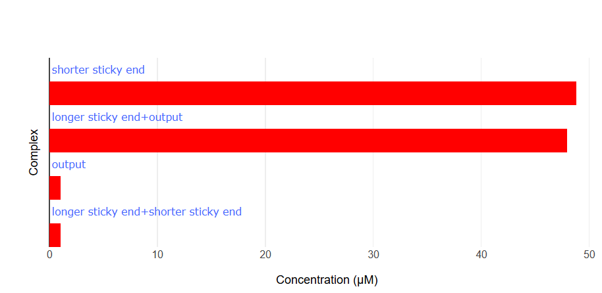 shorter sticky end
longer sticky end+output
output
longer sticky end+shorter sticky end
Complex
0 10 20 30 40 50
Concentration (μM)